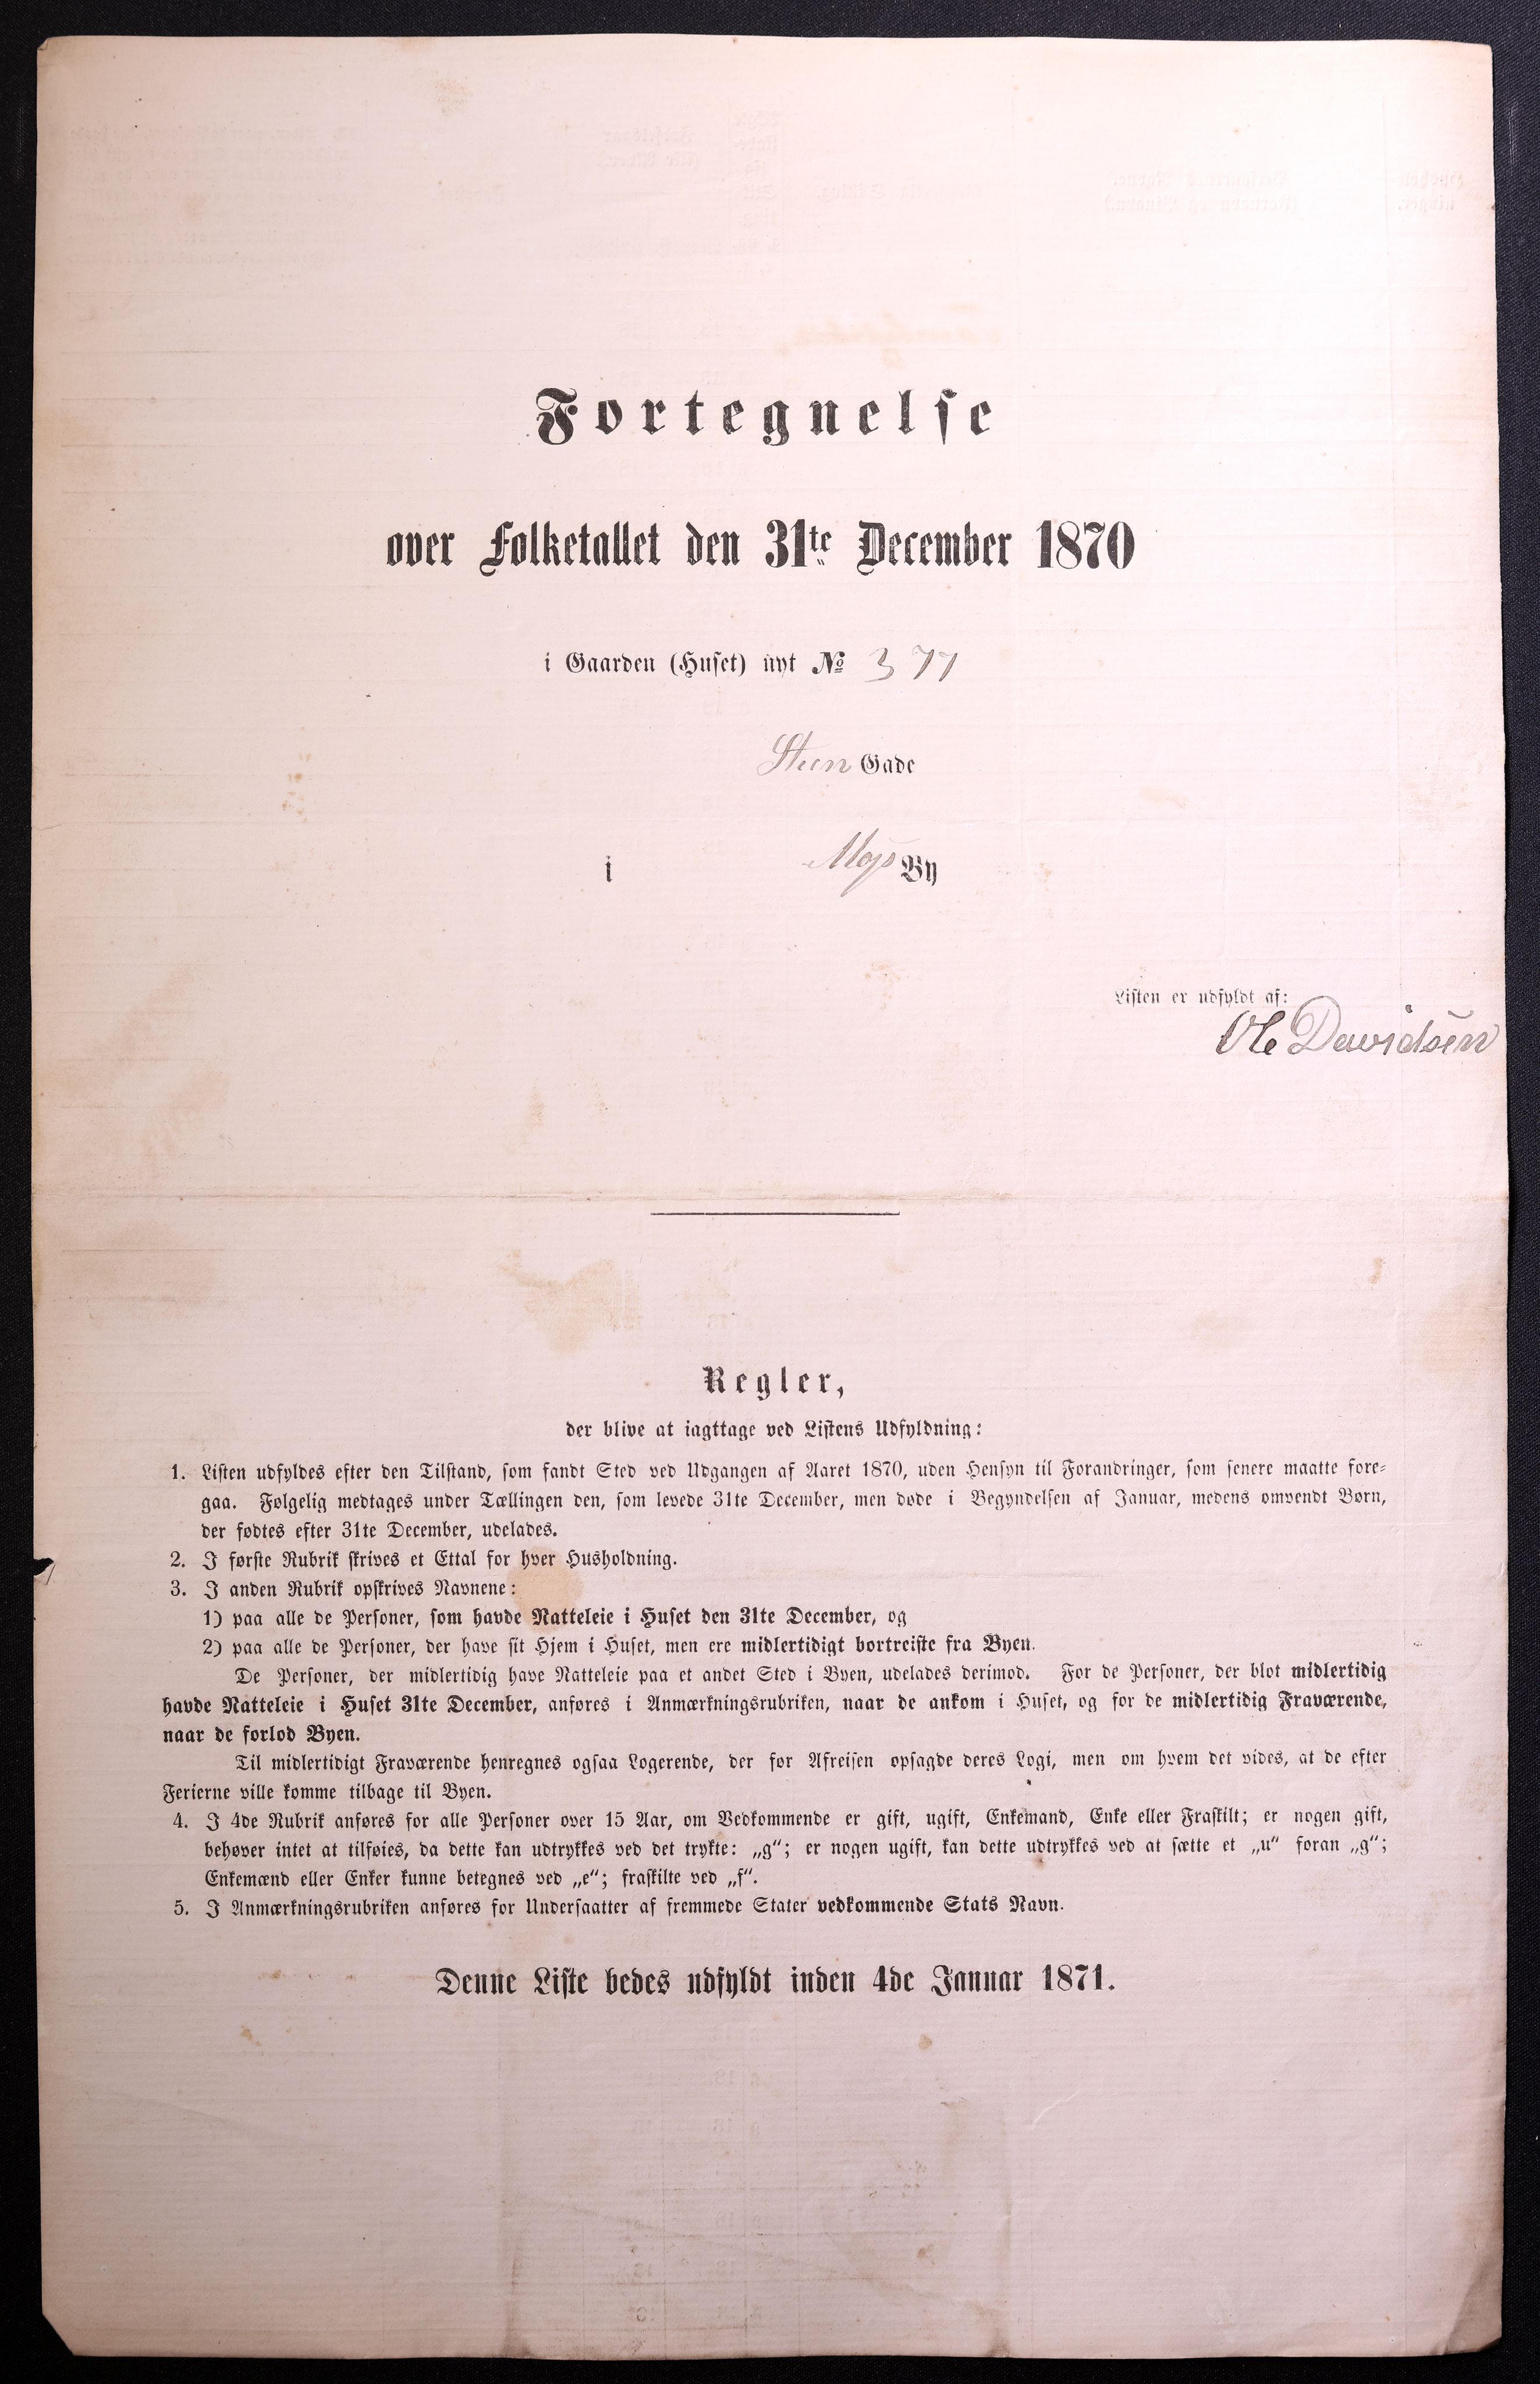 Fortegnelse
over Folketallet den 31te December 1870
i Gaarden (Huset) nyt № 377
Steen Gade
i Moss By
Listen er udfyldt af:
Ole Davidsen
Regler,
der blive at iagttage ved Listens Udfyldning:
1. Listen udfyldes efter den Tilstand, som fandt Sted ved Udgangen af Aaret 1870, uden Hensyn til Forandringer, som senere maatte fore-
gaa. Følgelig medtages under Tællingen den, som levede 31te December, men døde i Begyndelsen af Januar, medens omvendt Børn,
der fødtes efter 31te December, udelades.
2. I første Rubrik skrives et Ettal for hver Husholdning.
3. I anden Rubrik opskrives Navnene:
1) paa alle de Personer, som havde Natteleie i Huset den 31te December, og
2) paa alle de Personer, der have sit Hjem i Huset, men ere midlertidigt bortreiste fra Byen.
De Personer, der midlertidig have Natteleie paa et andet Sted i Byen, udelades derimod. For de Personer, der blot midlertidig
havde Natteleie i Huset 31te December, anføres i Anmærkningsrubriken, naar de ankom i Huset, og for de midlertidig Fraværende,
naar de forlod Byen.
Til midlertidigt Fraværende henregnes ogsaa Logerende, der før Afreisen opsagde deres Logi, men om hvem det vides, at de efter
Ferierne ville komme tilbage til Byen.
4. I 4de Rubrik anføres for alle Personer over 15 Aar, om Vedkommende er gift, ugift, Enkemand, Enke eller Fraskilt; er nogen gift,
behøver intet at tilføies, da dette kan udtrykkes ved det trykte: „g“; er nogen ugift, kan dette udtrykkes ved at sætte et „u“ foran „g“;
Enkemænd eller Enker kunne betegnes ved „e“; fraskilte ved „f“.
5. I Anmærkningsrubriken anføres for Undersaatter af fremmede Stater vedkommende Stats Navn.
Denne Liste bedes udfyldt inden 4de Januar 1871.